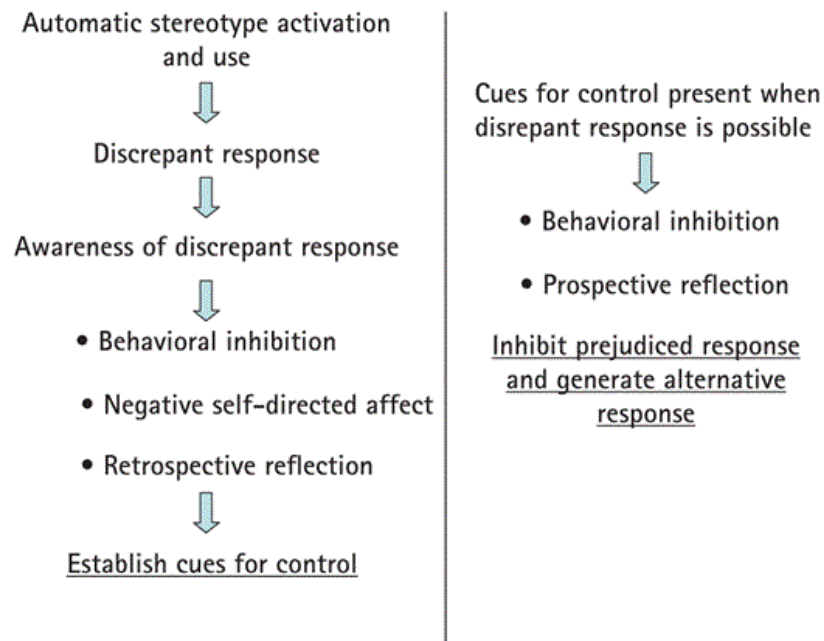 Automatic stereotype activation
and use
Discrepant response
Awareness of discrepant response
• Behavioral inhibition
• Negative self-directed affect
• Retrospective reflection
Establish cues for control
Cues for control present when
disrepant response is possible
• Behavioral inhibition
• Prospective reflection
Inhibit prejudiced response
and generate alternative
response